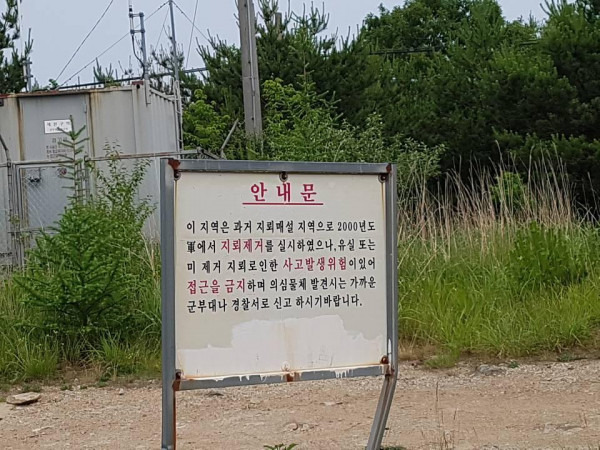 안내문
이 지역은 과거 지뢰매설 지역으로 2000년도
軍에서 지뢰제거를 실시하였으나, 유실 또는
미 제거 지뢰로인한 사고발생위험이있어
접근을 금지하며 의심물체 발견시는 가까운
군부대나 경찰서로 신고 하시기바랍니다.